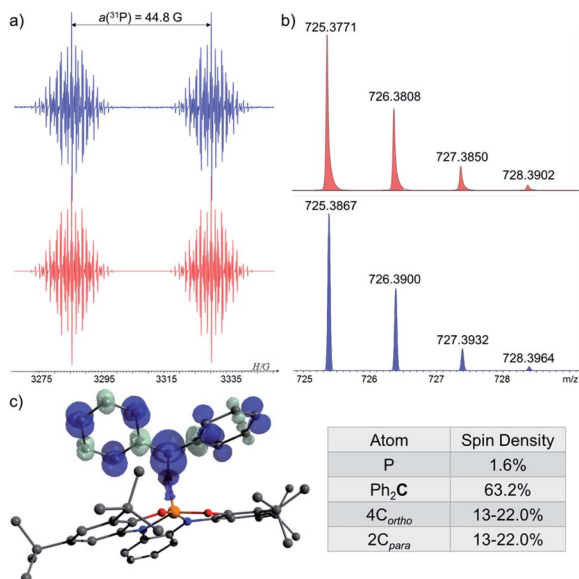 a)
a(³¹P) = 44.8 G
3275 3295 3315 3335 H/G
b)
725.3771
726.3808
727.3850
728.3902
725.3867
726.3900
727.3932
728.3964
725 726 727 728 m/z
c)
Atom Spin Density
P 1.6%
Ph₂C 63.2%
4Cortho 13-22.0%
2Cpara 13-22.0%